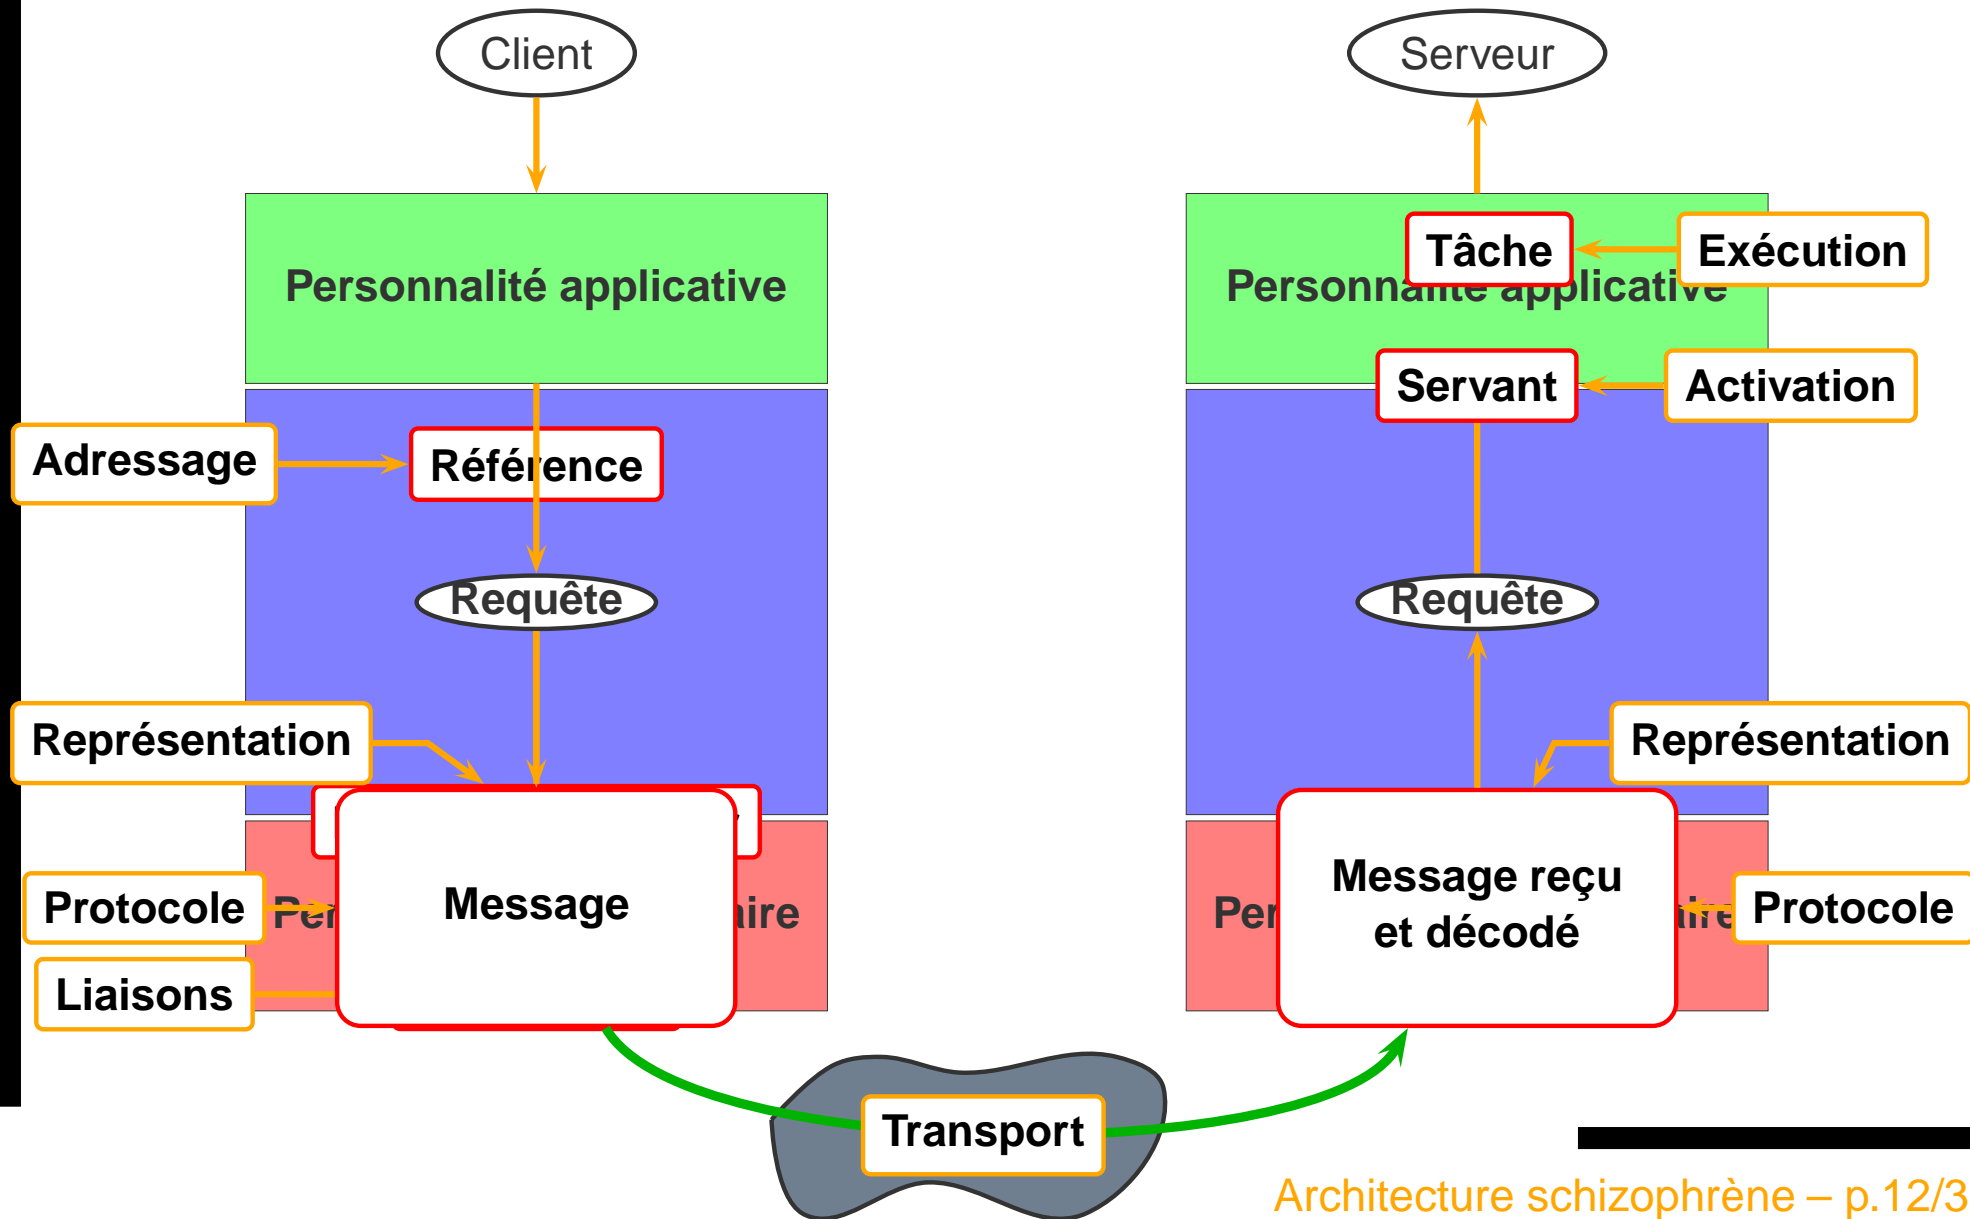 Client
Serveur
Personnalité applicative
Tâche
Exécution
Personnalité applicative
Servant
Activation
Adressage
Référence
Requête
Requête
Représentation
Représentation
Message
Message reçu
et décodé
Protocole
Protocole
Liaisons
Transport
Architecture schizophrène – p.12/3